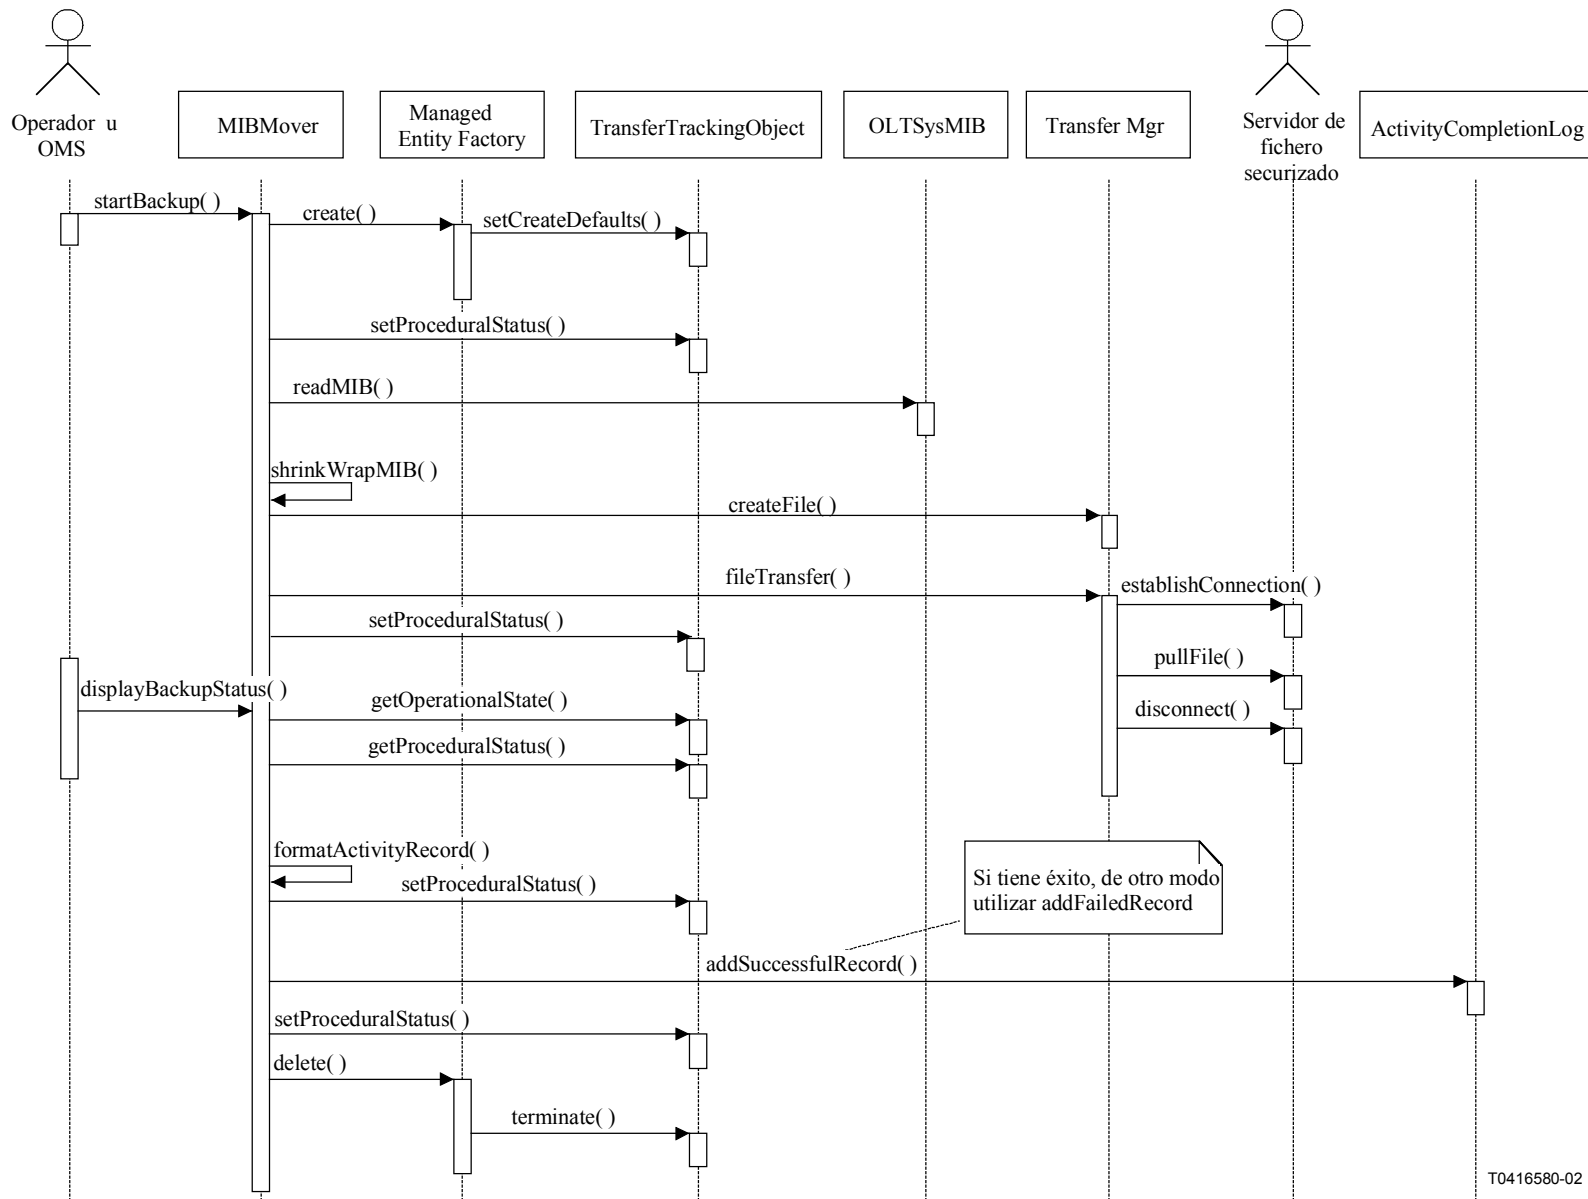 Operador u
OMS
MIBMover
Managed
Entity Factory
TransferTrackingObject
OLTSysMIB
Transfer Mgr
Servidor de
fichero
securizado
ActivityCompletionLog
startBackup( )
create( )
setCreateDefaults( )
setProceduralStatus( )
readMIB( )
shrinkWrapMIB( )
createFile( )
fileTransfer( )
establishConnection( )
setProceduralStatus( )
pullFile( )
displayBackupStatus( )
getOperationalState( )
disconnect( )
getProceduralStatus( )
formatActivityRecord( )
setProceduralStatus( )
Si tiene éxito, de otro modo
utilizar addFailedRecord
addSuccessfulRecord( )
setProceduralStatus( )
delete( )
terminate( )
T0416580-02